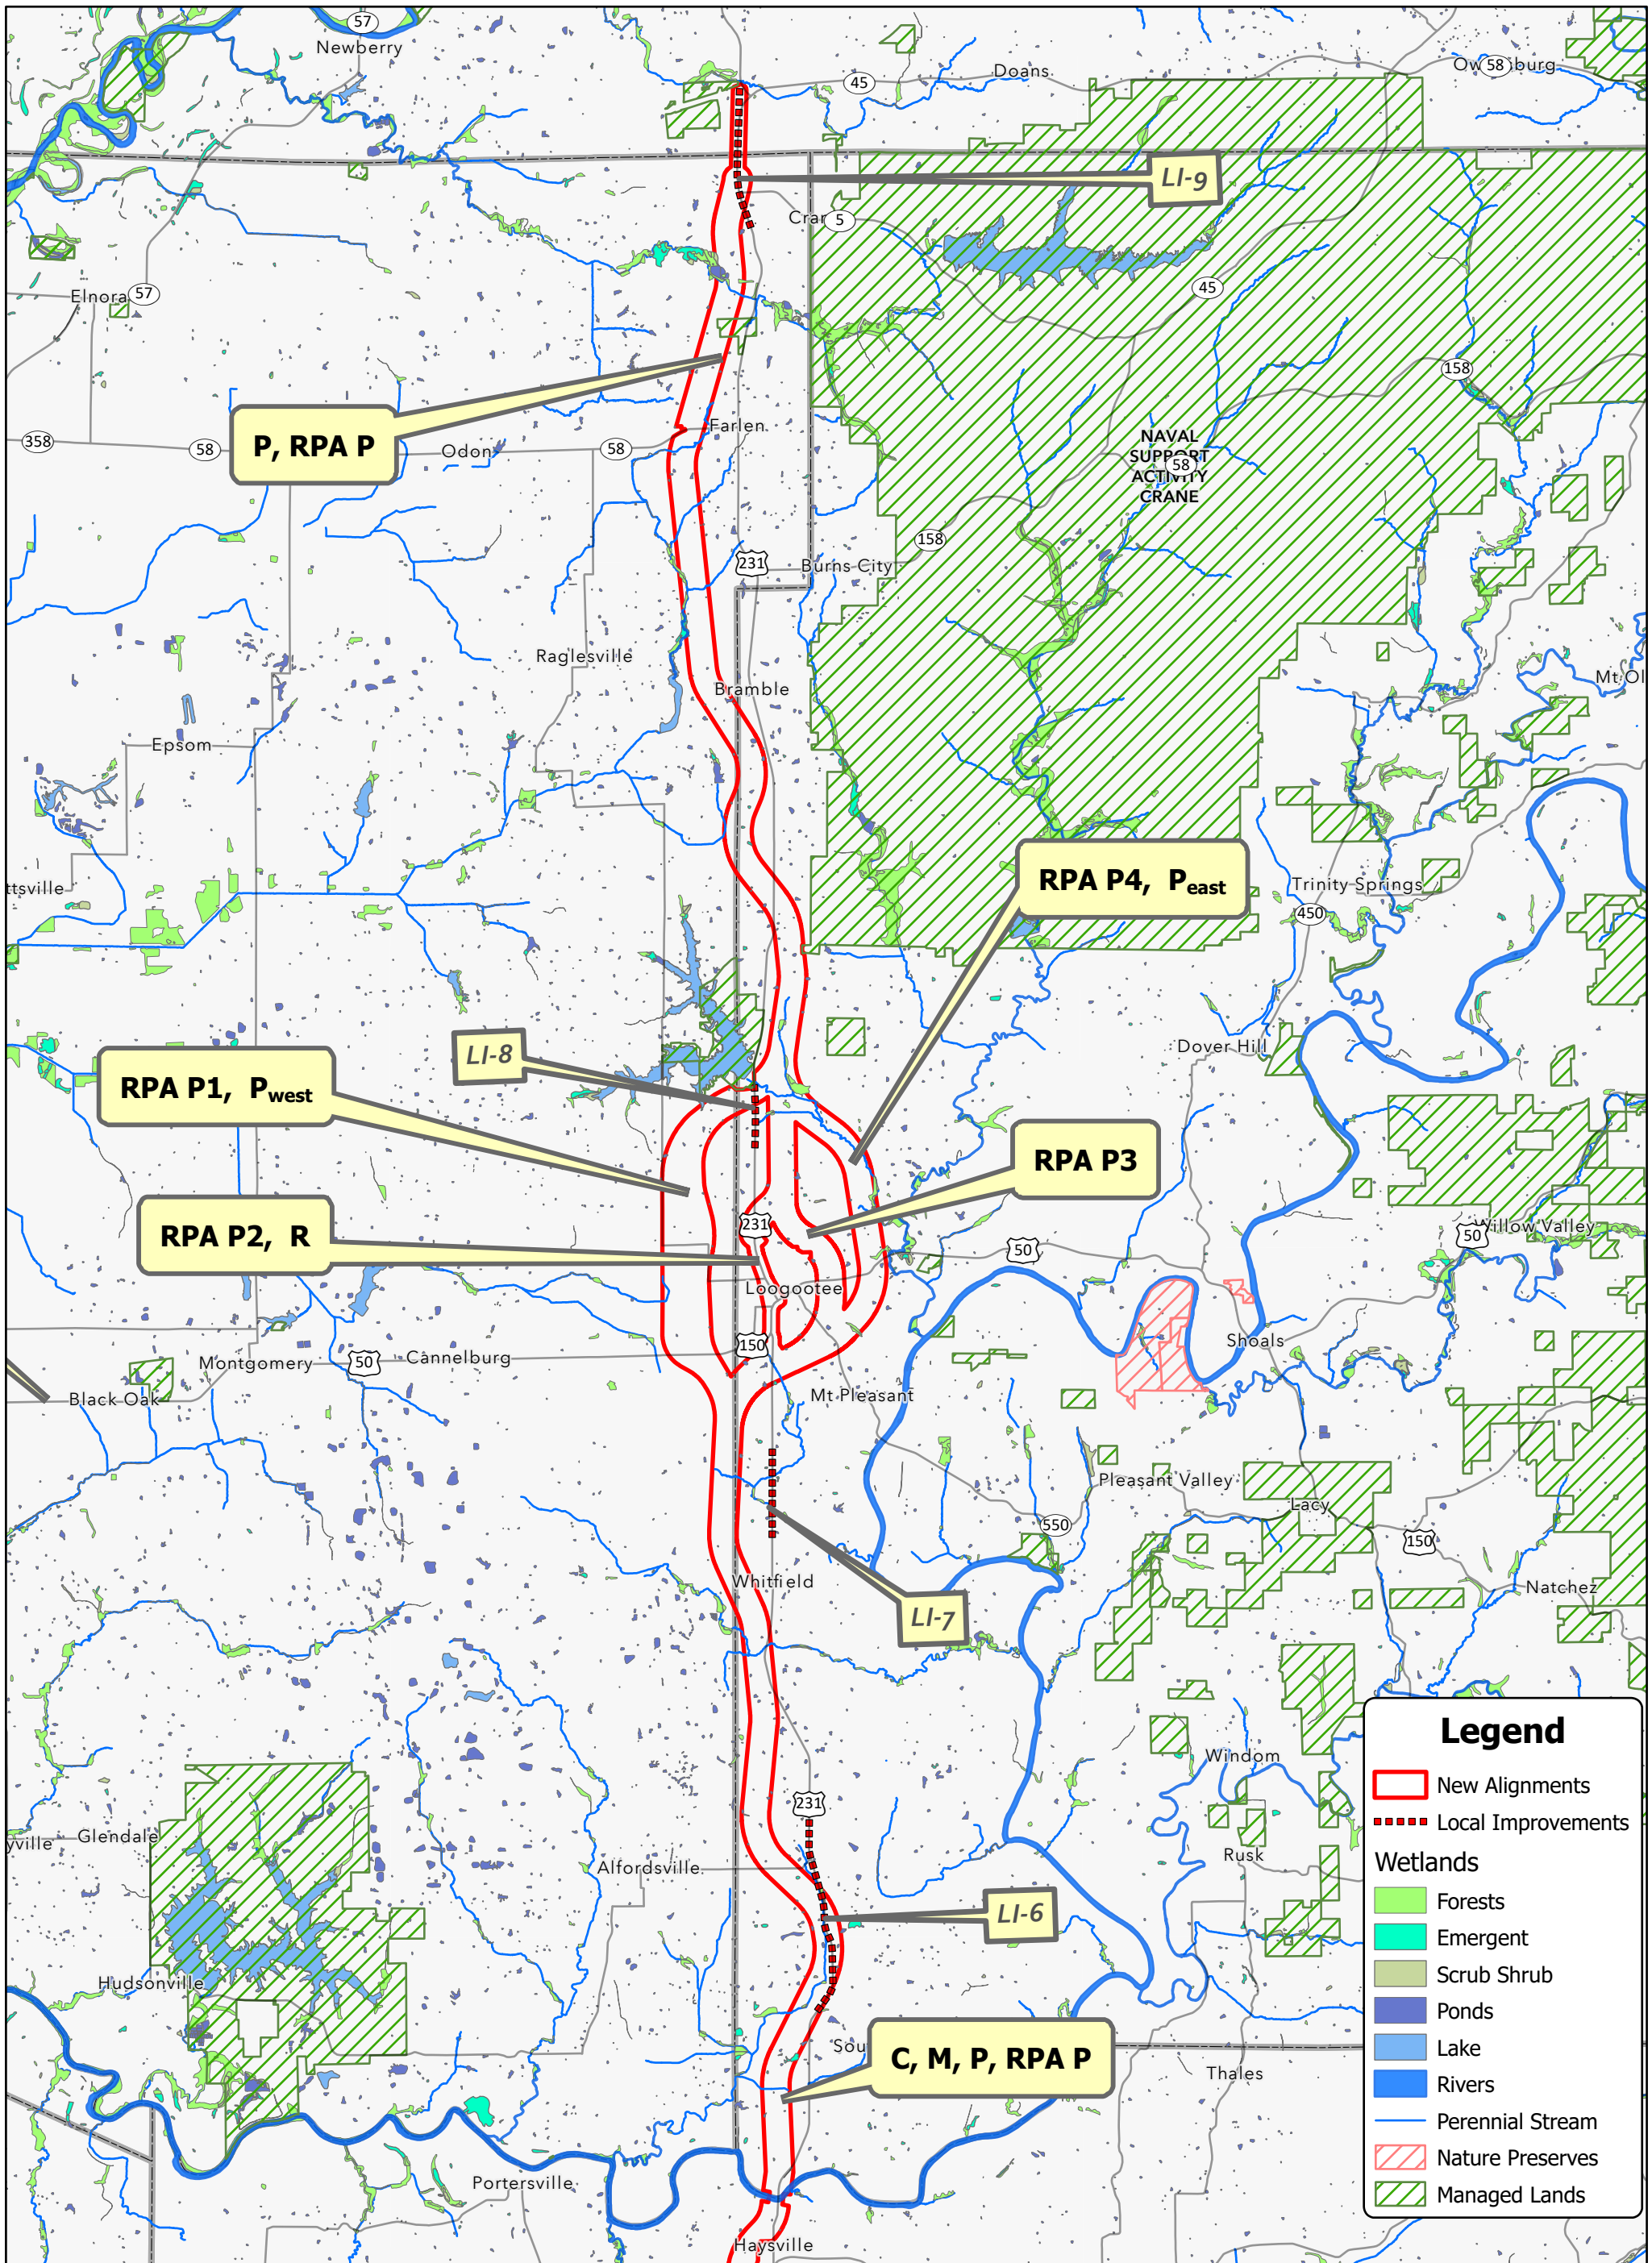 57
Newberry
Doans
58
45
LI-9
5
45
Elnora
57
158
P, RPA P
358
58
Odon
58
Farlen
NAVAL
SUPPORT
ACTIVITY
CRANE
58
158
231
Burns City
Raglesville
Bramble
Mt Ol
Epsom
RPA P4, Peast
ttsville
Trinity Springs
450
LI-8
Dover Hill
RPA P1, Pwest
RPA P3
RPA P2, R
231
50
50
Willow Valley
Loogootee
150
Shoals
Montgomery
50
Cannelburg
Black Oak
Mt Pleasant
Pleasant Valley
Lacy
550
150
Whitfield
Natchez
LI-7
Windom
231
yville
Glendale
Alfordsville
Rusk
LI-6
Hudsonville
Sou
C, M, P, RPA P
Thales
Portersville
Haysville
Legend
New Alignments
Local Improvements
Wetlands
Forests
Emergent
Scrub Shrub
Ponds
Lake
Rivers
Perennial Stream
Nature Preserves
Managed Lands